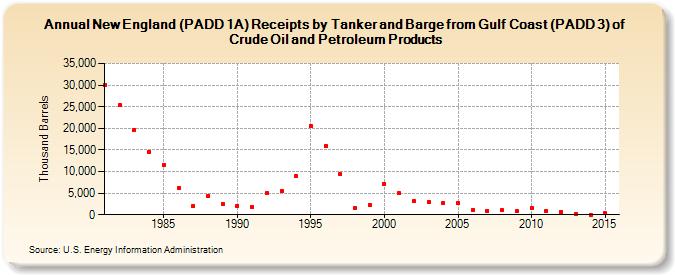 Annual New England (PADD 1A) Receipts by Tanker and Barge from Gulf Coast (PADD 3) of
Crude Oil and Petroleum Products
Thousand Barrels
35,000
30,000
25,000
20,000
15,000
10,000
5,000
0
1985 1990 1995 2000 2005 2010 2015
Source: U.S. Energy Information Administration